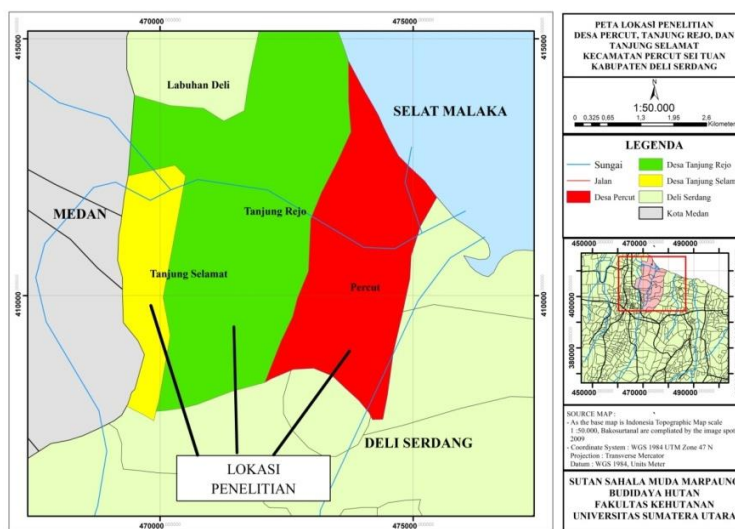 470000
475000
415000
415000
410000
410000
Labuhan Deli
SELAT MALAKA
MEDAN
Tanjung Rejo
Tanjung Selamat
Percut
DELI SERDANG
LOKASI
PENELITIAN
470000
475000
PETA LOKASI PENELITIAN
DESA PERCUT, TANJUNG REJO, DAN
TANJUNG SELAMAT
KECAMATAN PERCUT SEI TUAN
KABUPATEN DELI SERDANG
N
1:50.000
0 0.325 0.65 1.3 1.95 2.6
Kilometer
LEGENDA
Sungai
Jalan
Desa Percut
Desa Tanjung Rejo
Desa Tanjung Selam
Deli Serdang
Kota Medan
450000 470000 490000
400000
400000
380000
380000
450000 470000 490000
SOURCE MAP :
- As the base map is Indonesia Topographic Map scale
1 :50.000, Bakosurtanal are compliated by the image spot
2009
- Coordinate System : WGS 1984 UTM Zone 47 N
Projection : Transverse Mercator
Datum : WGS 1984, Units Meter
SUTAN SAHALA MUDA MARPAUNG
BUDIDAYA HUTAN
FAKULTAS KEHUTANAN
UNIVERSITAS SUMATERA UTARA